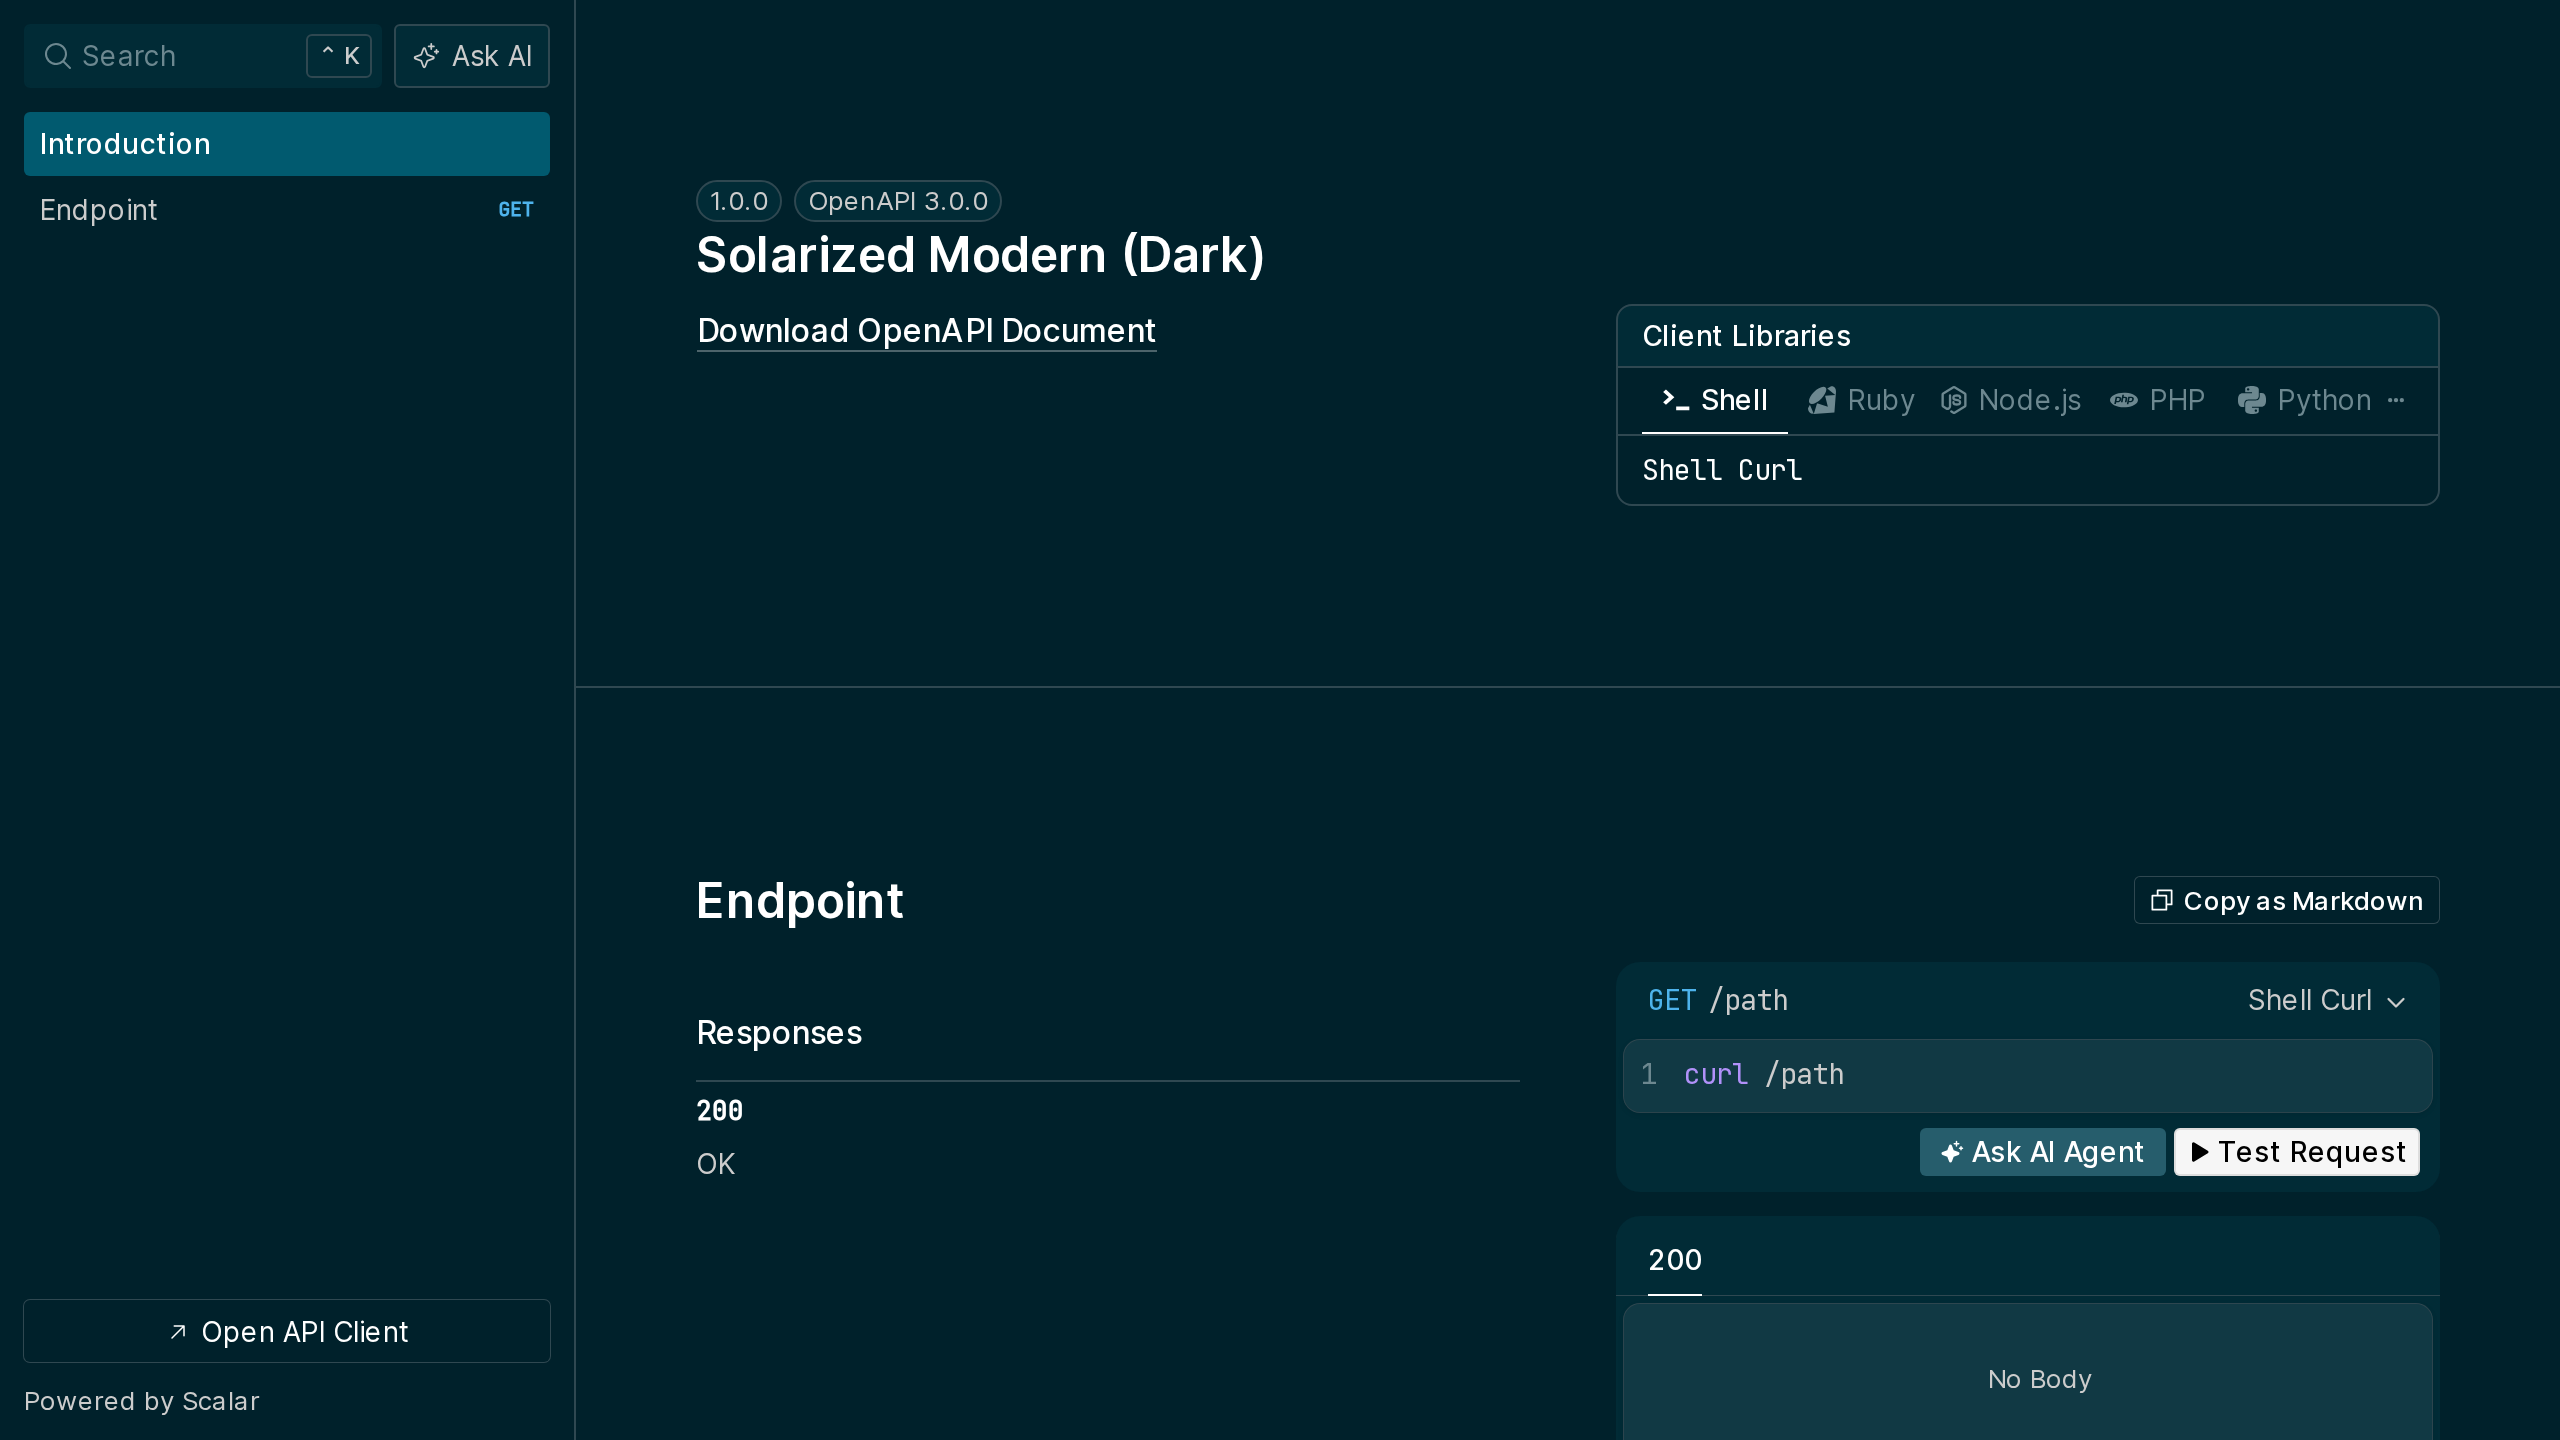 Search ⌃ K Ask AI
Introduction
Endpoint GET
Open API Client
Powered by Scalar
1.0.0 OpenAPI 3.0.0
Solarized Modern (Dark)
Download OpenAPI Document
Client Libraries
Shell Ruby Node.js PHP Python ···
Shell Curl
Endpoint
Copy as Markdown
Responses
200
OK
GET /path Shell Curl
1 curl /path
Ask AI Agent Test Request
200
No Body